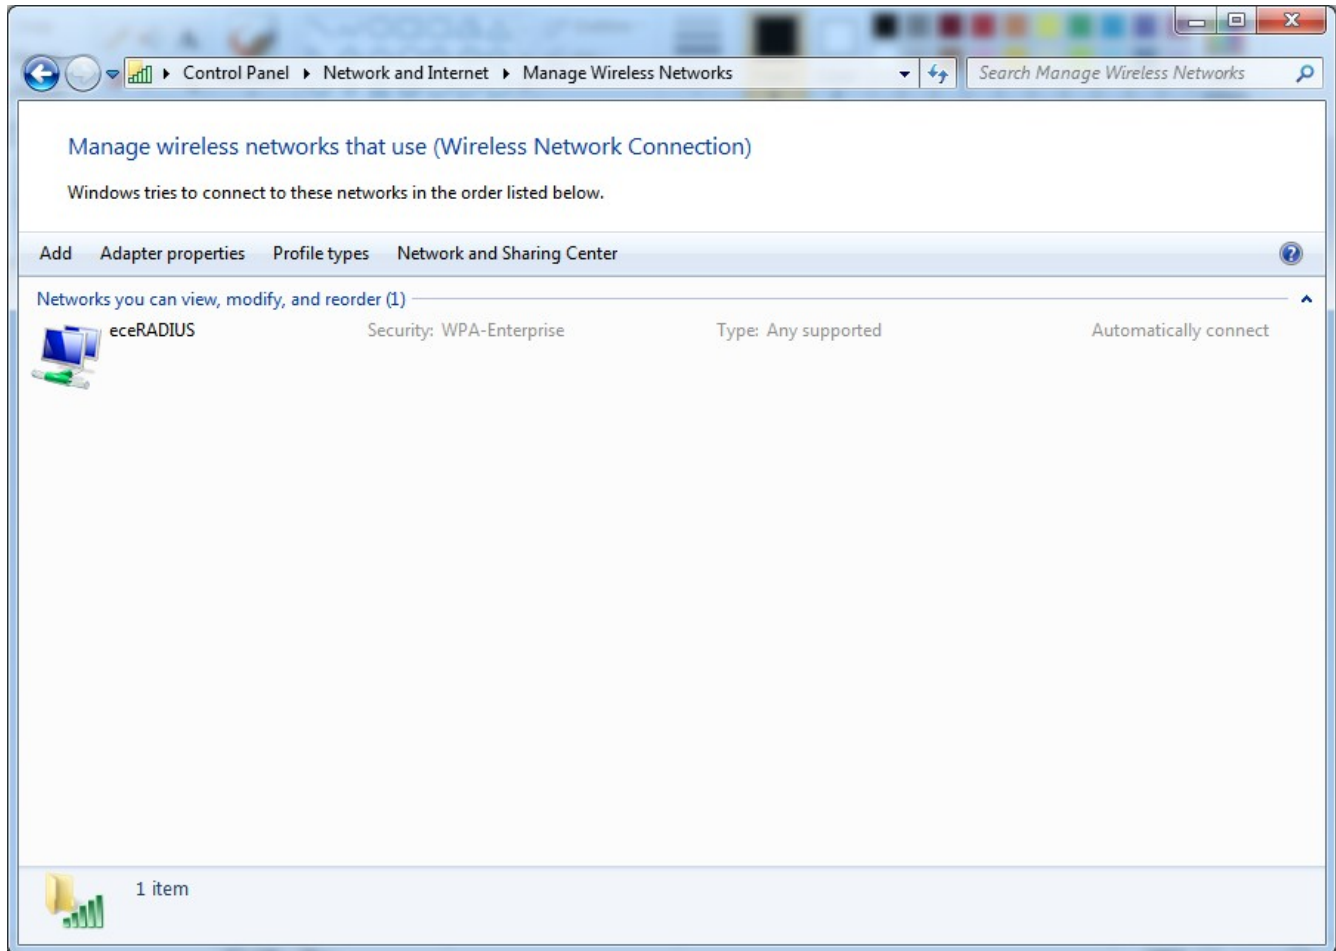 Control Panel Network and Internet Manage Wireless Networks Search Manage Wireless Networks
Manage wireless networks that use (Wireless Network Connection)
Windows tries to connect to these networks in the order listed below.
Add Adapter properties Profile types Network and Sharing Center
Networks you can view, modify, and reorder (1)
eceRADIUS Security: WPA-Enterprise Type: Any supported Automatically connect
1 item